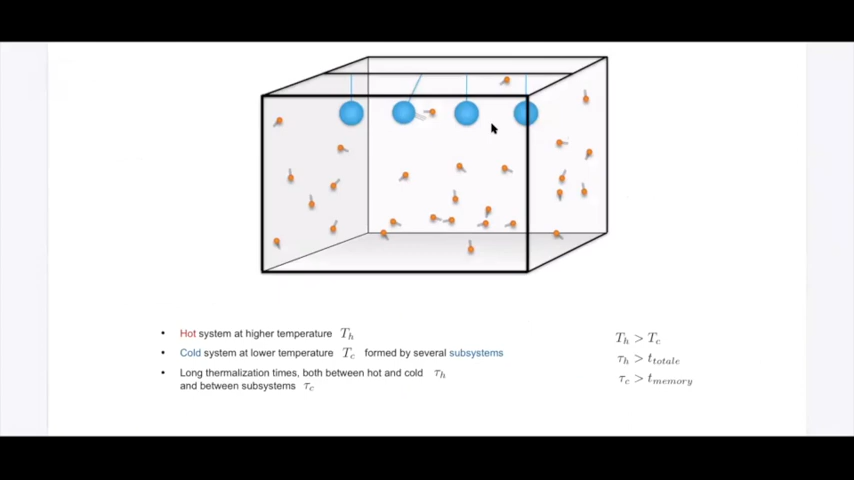 • Hot system at higher temperature T_h
• Cold system at lower temperature T_c formed by several subsystems
• Long thermalization times, both between hot and cold τ_h
and between subsystems τ_c
T_h > T_c
τ_h > t_totale
τ_c > t_memory